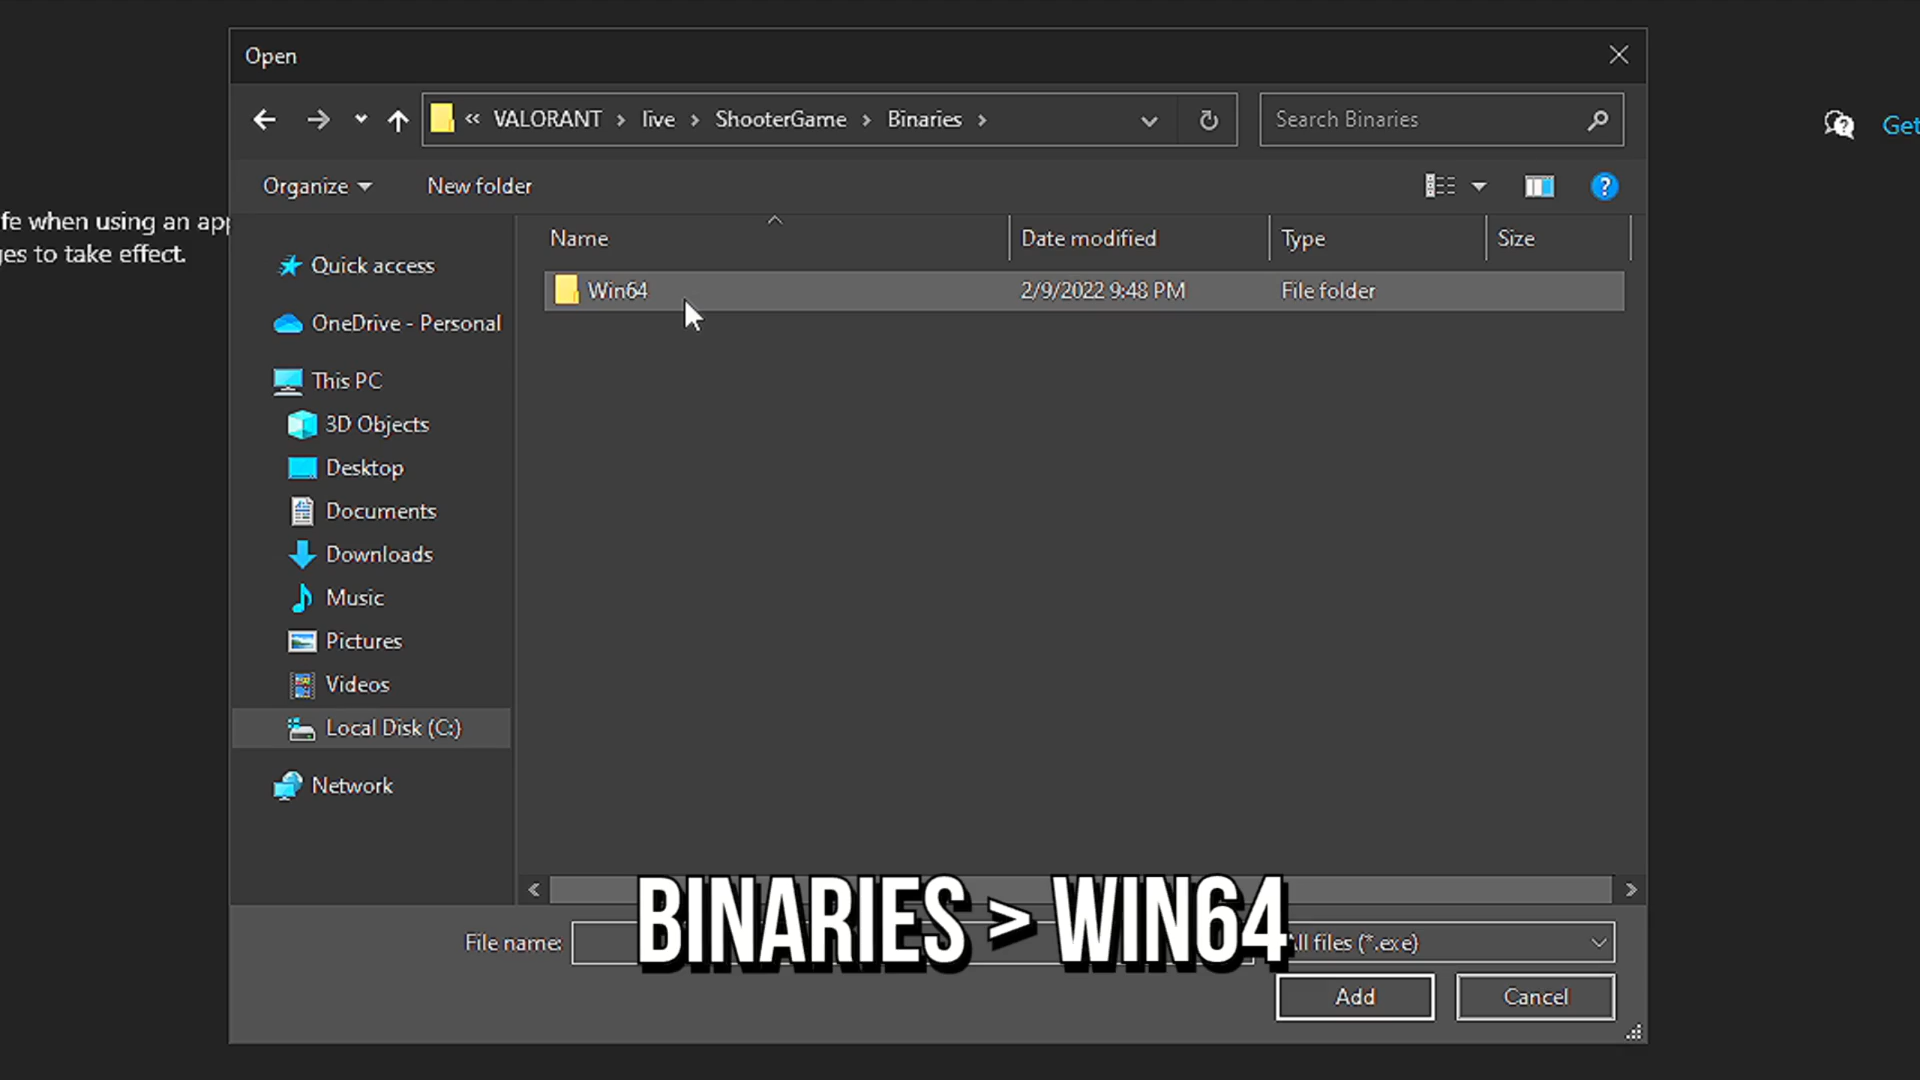 Open
« VALORANT > live > ShooterGame > Binaries >
Search Binaries
Get
Organize
New folder
fe when using an app
ges to take effect.
Name
Date modified
Type
Size
Quick access
Win64
2/9/2022 9:48 PM
File folder
OneDrive - Personal
This PC
3D Objects
Desktop
Documents
Downloads
Music
Pictures
Videos
Local Disk (C:)
Network
BINARIES > WIN64
File name:
All files (*.exe)
Add
Cancel